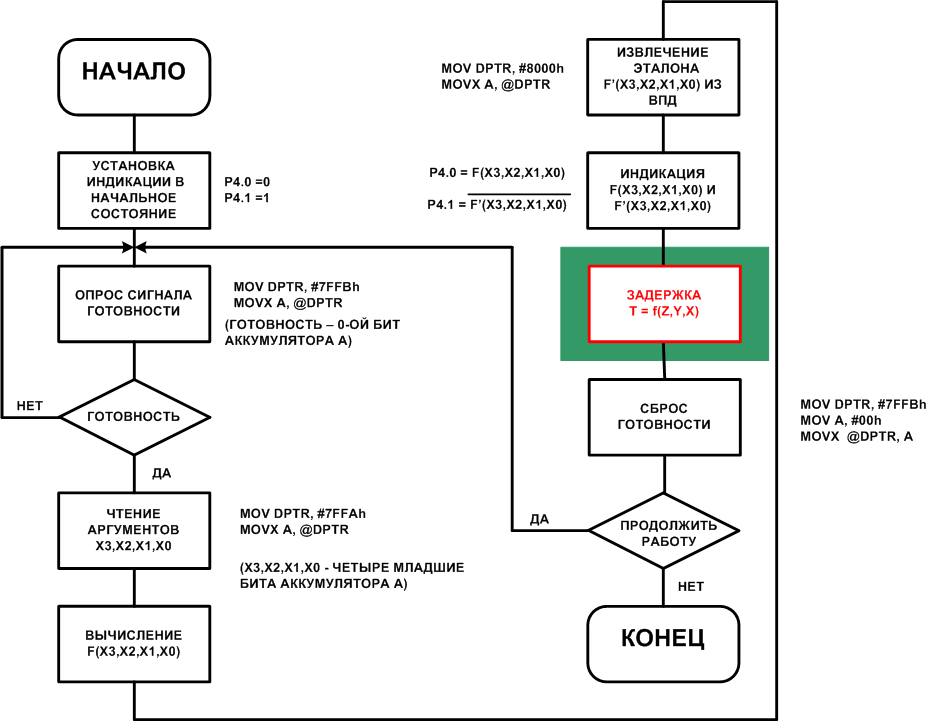 НАЧАЛО
УСТАНОВКА
ИНДИКАЦИИ В
НАЧАЛЬНОЕ
СОСТОЯНИЕ
P4.0 =0
P4.1 =1
ОПРОС СИГНАЛА
ГОТОВНОСТИ
MOV DPTR, #7FFBh
MOVX A, @DPTR
(ГОТОВНОСТЬ – 0-ОЙ БИТ
АККУМУЛЯТОРА А)
НЕТ
ГОТОВНОСТЬ
ДА
ЧТЕНИЕ
АРГУМЕНТОВ
X3,X2,X1,X0
MOV DPTR, #7FFAh
MOVX A, @DPTR
(X3,X2,X1,X0 - ЧЕТЫРЕ МЛАДШИЕ
БИТА АККУМУЛЯТОРА А)
ВЫЧИСЛЕНИЕ
F(X3,X2,X1,X0)
MOV DPTR, #8000h
MOVX A, @DPTR
ИЗВЛЕЧЕНИЕ
ЭТАЛОНА
F'(X3,X2,X1,X0) ИЗ
ВПД
P4.0 = F(X3,X2,X1,X0)
P4.1 = F'(X3,X2,X1,X0)
ИНДИКАЦИЯ
F(X3,X2,X1,X0) И
F'(X3,X2,X1,X0)
ЗАДЕРЖКА
T = f(Z,Y,X)
СБРОС
ГОТОВНОСТИ
MOV DPTR, #7FFBh
MOV A, #00h
MOVX @DPTR, A
ДА
ПРОДОЛЖИТЬ
РАБОТУ
НЕТ
КОНЕЦ